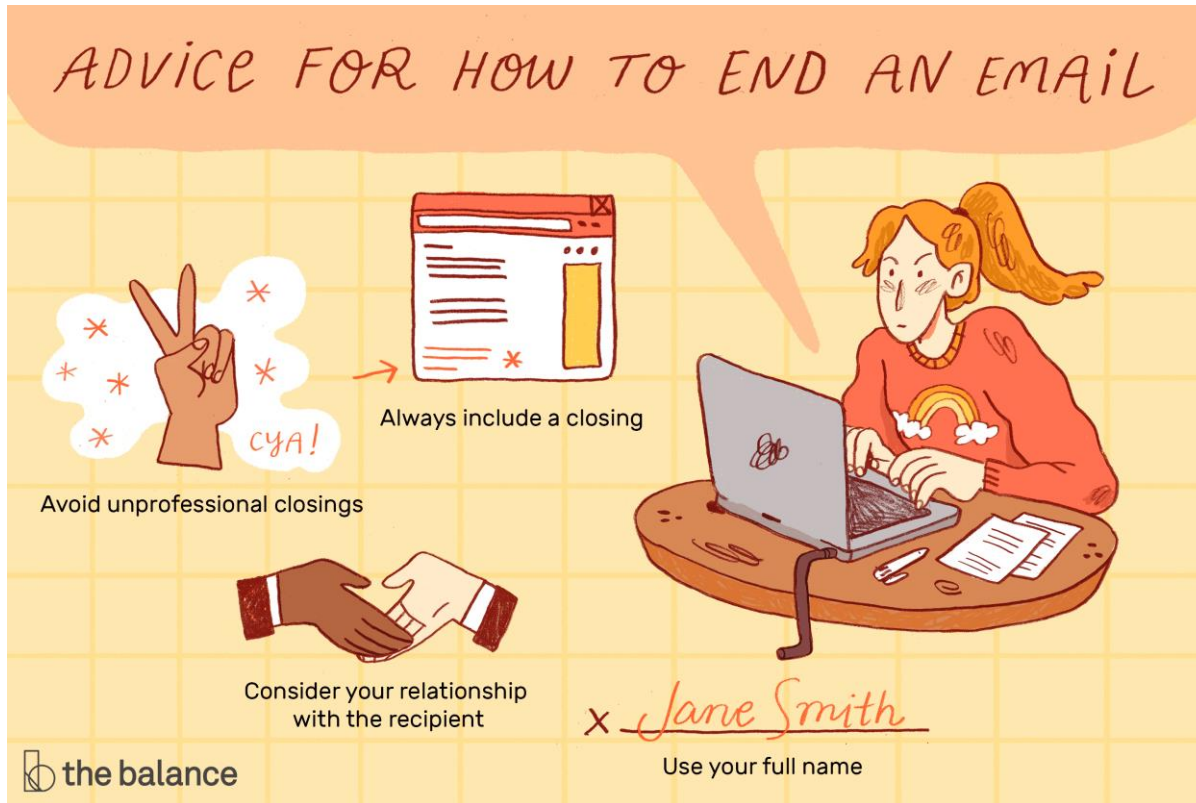 ADVICE FOR HOW TO END AN EMAIL
CYA!
Avoid unprofessional closings
Always include a closing
Consider your relationship
with the recipient
x Jane Smith
Use your full name
the balance